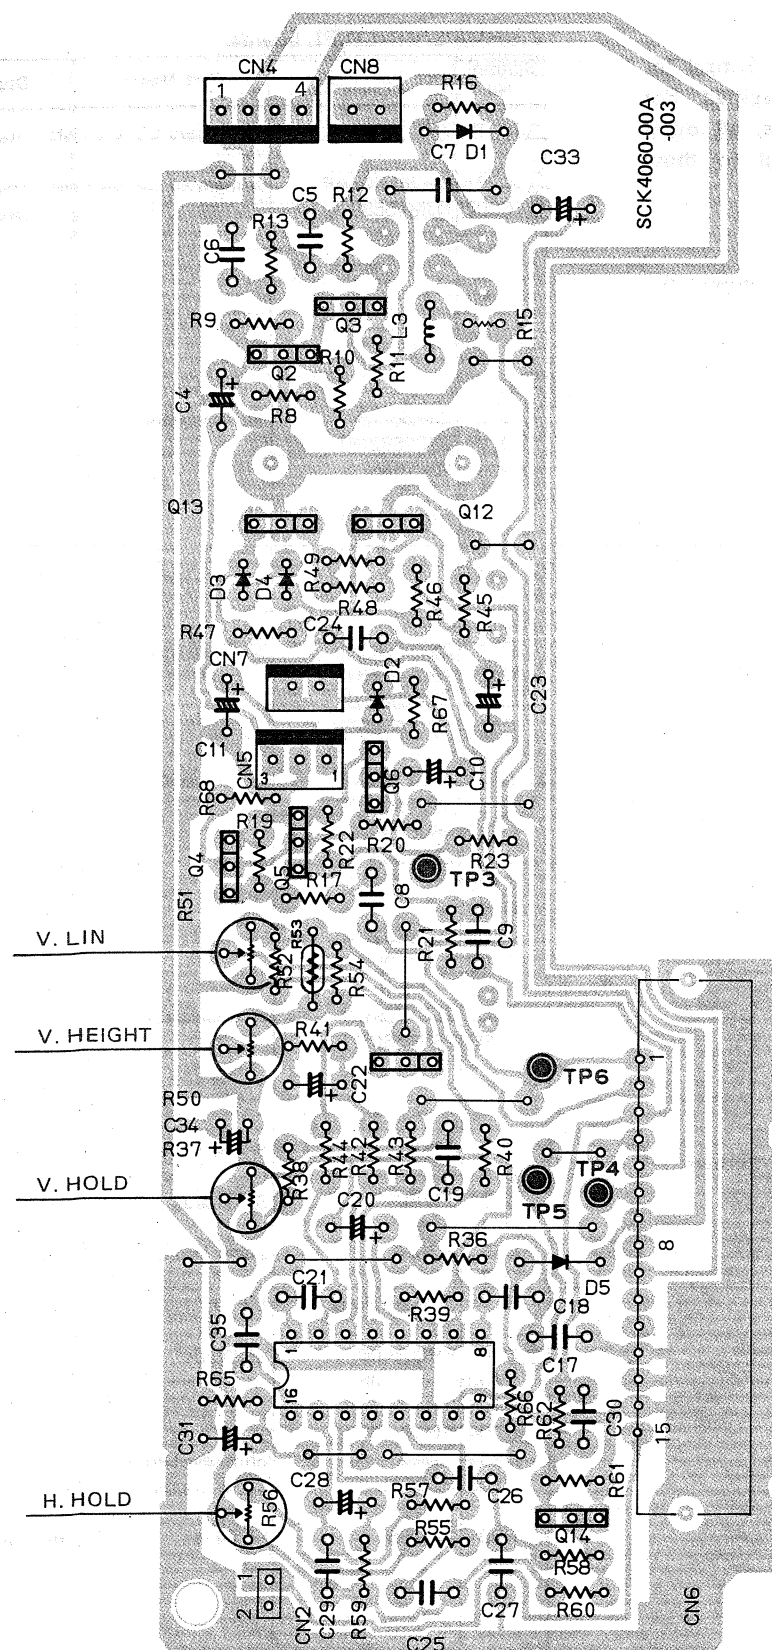 CN4
CN8
1
4
R16
C7
D1
C33
SCK4060-00A
-003
C5
R12
R13
C6
R9
Q3
L3
R15
Q2
R10
R11
C4
R8
Q13
Q12
D3
D4
R49
R48
R46
R45
R47
C24
CN7
D2
R67
C23
C11
CN5
3
1
Q6
C10
R68
R19
R22
R20
R23
Q4
Q5
TP3
R17
C8
R51
V. LIN
R52
R53
R54
R21
C9
V. HEIGHT
R41
C22
1
TP6
R50
C34
R37
R38
R44
R42
R43
C19
R40
TP4
TP5
V. HOLD
C20
R36
8
C21
R39
D5
C18
C35
1
8
C17
R65
16
9
R66
R62
C30
C31
15
C28
R57
C26
R61
H. HOLD
R56
R55
Q14
R58
1
2
CN2
C29
R59
C27
R60
CN6
C25